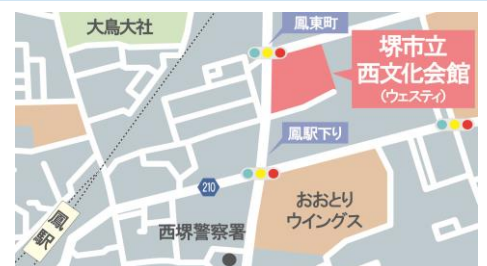 大鳥大社
鳳東町
堺市立
西文化会館
(ウェスティ)
鳳駅下り
210
おおとり
ウイングス
鳳駅
西堺警察署